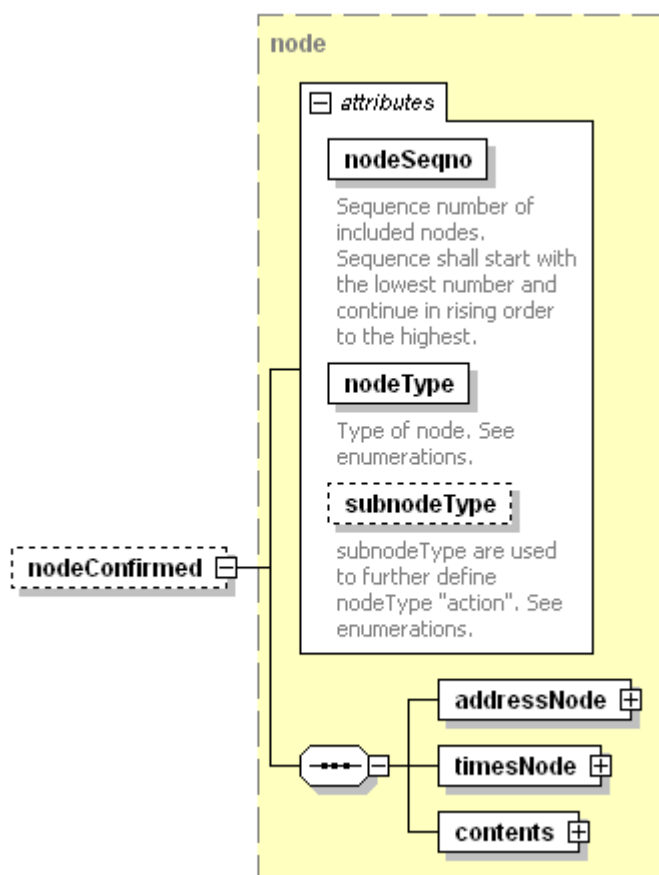 node
attributes
nodeSeqno
Sequence number of
included nodes.
Sequence shall start with
the lowest number and
continue in rising order
to the highest.
nodeType
Type of node. See
enumerations.
subnodeType
subnodeType are used
to further define
nodeType "action". See
enumerations.
nodeConfirmed
addressNode
timesNode
contents